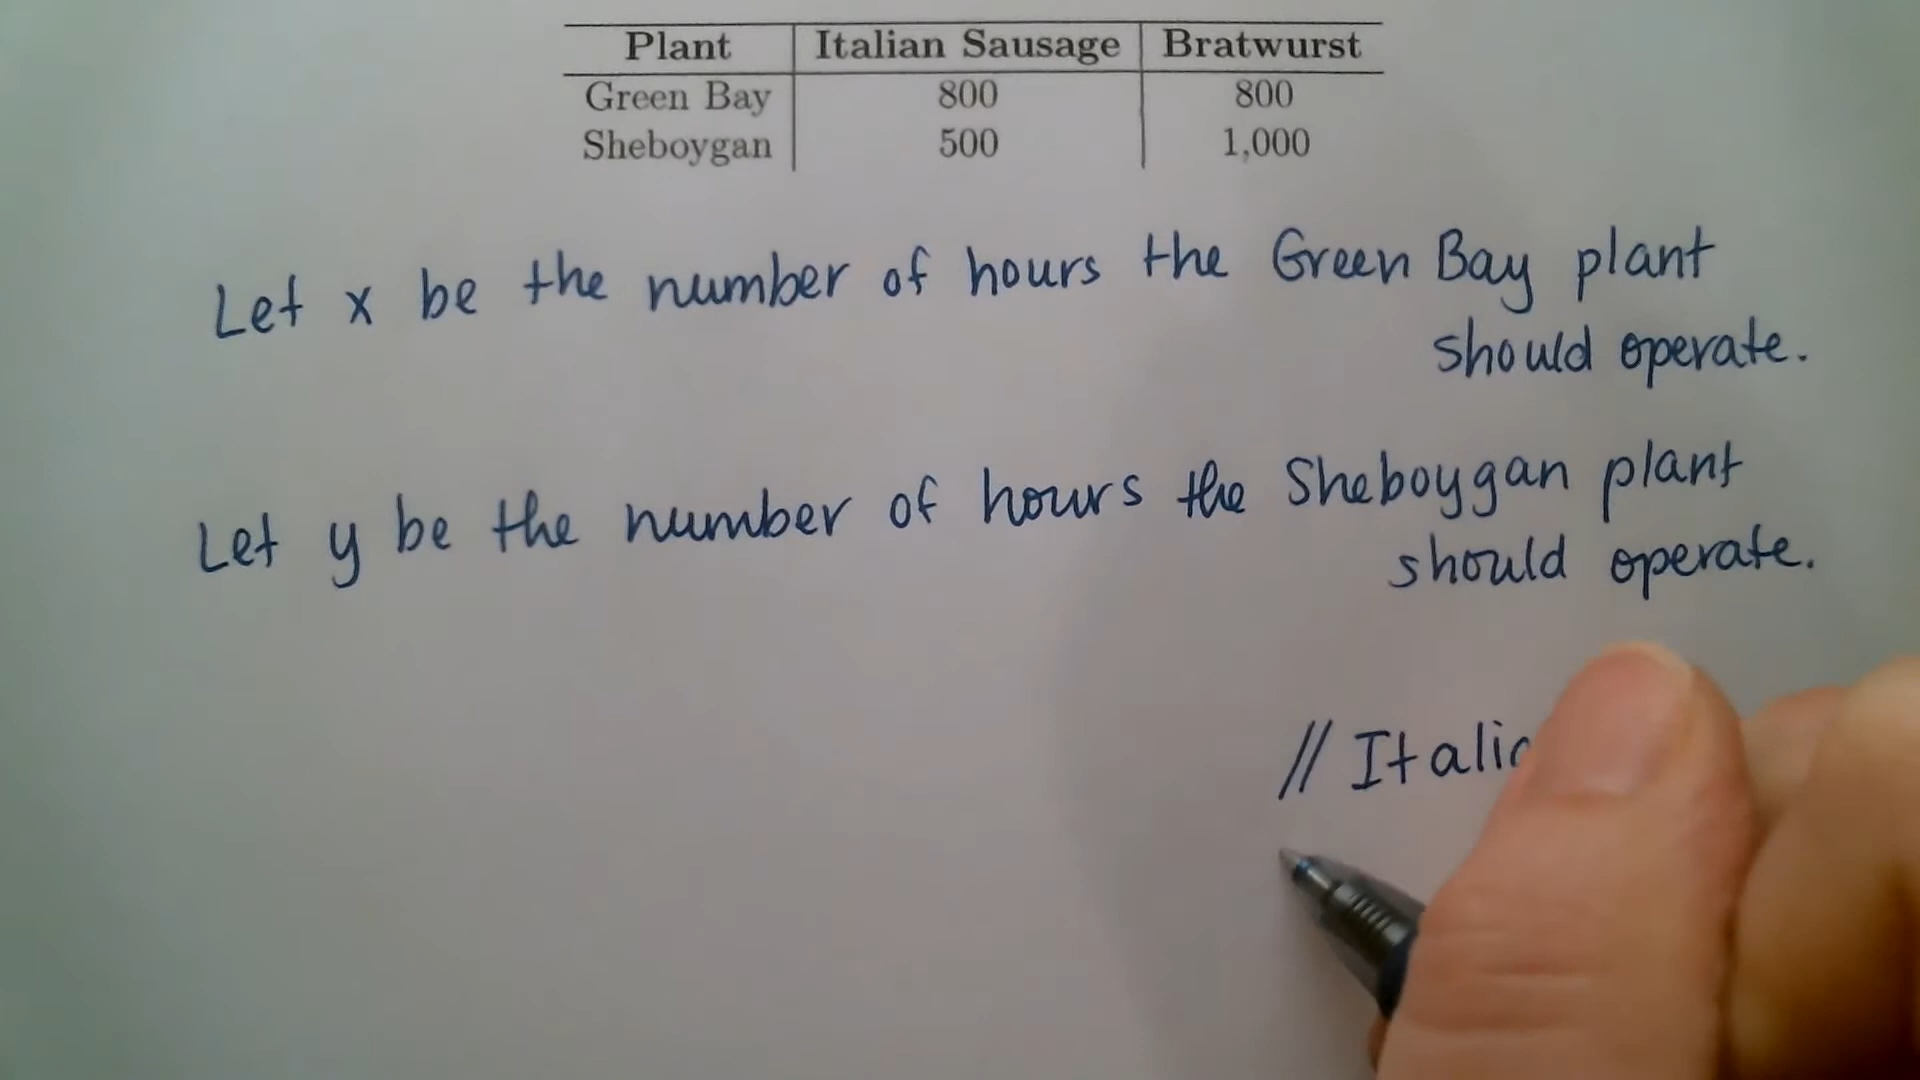 Plant Italian Sausage Bratwurst
Green Bay 800 800
Sheboygan 500 1,000
Let x be the number of hours the Green Bay plant
should operate.
Let y be the number of hours the Sheboygan plant
should operate.
//